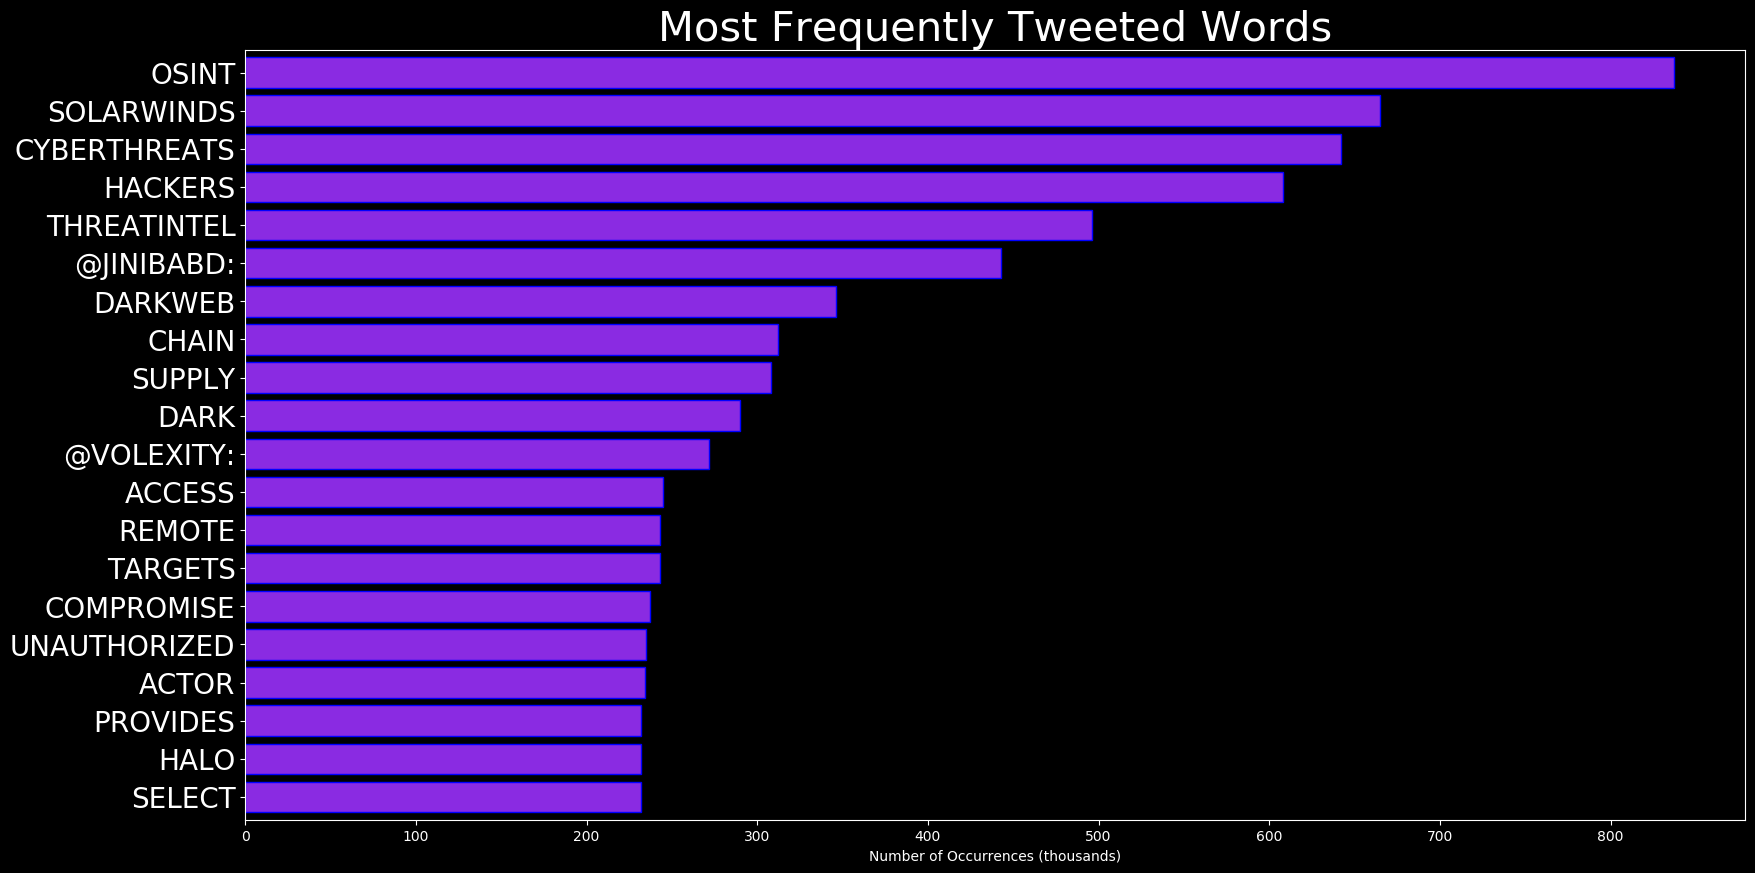 Most Frequently Tweeted Words
OSINT
SOLARWINDS
CYBERTHREATS
HACKERS
THREATINTEL
@JINIBABD:
DARKWEB
CHAIN
SUPPLY
DARK
@VOLEXITY:
ACCESS
REMOTE
TARGETS
COMPROMISE
UNAUTHORIZED
ACTOR
PROVIDES
HALO
SELECT
0 100 200 300 400 500 600 700 800
Number of Occurrences (thousands)